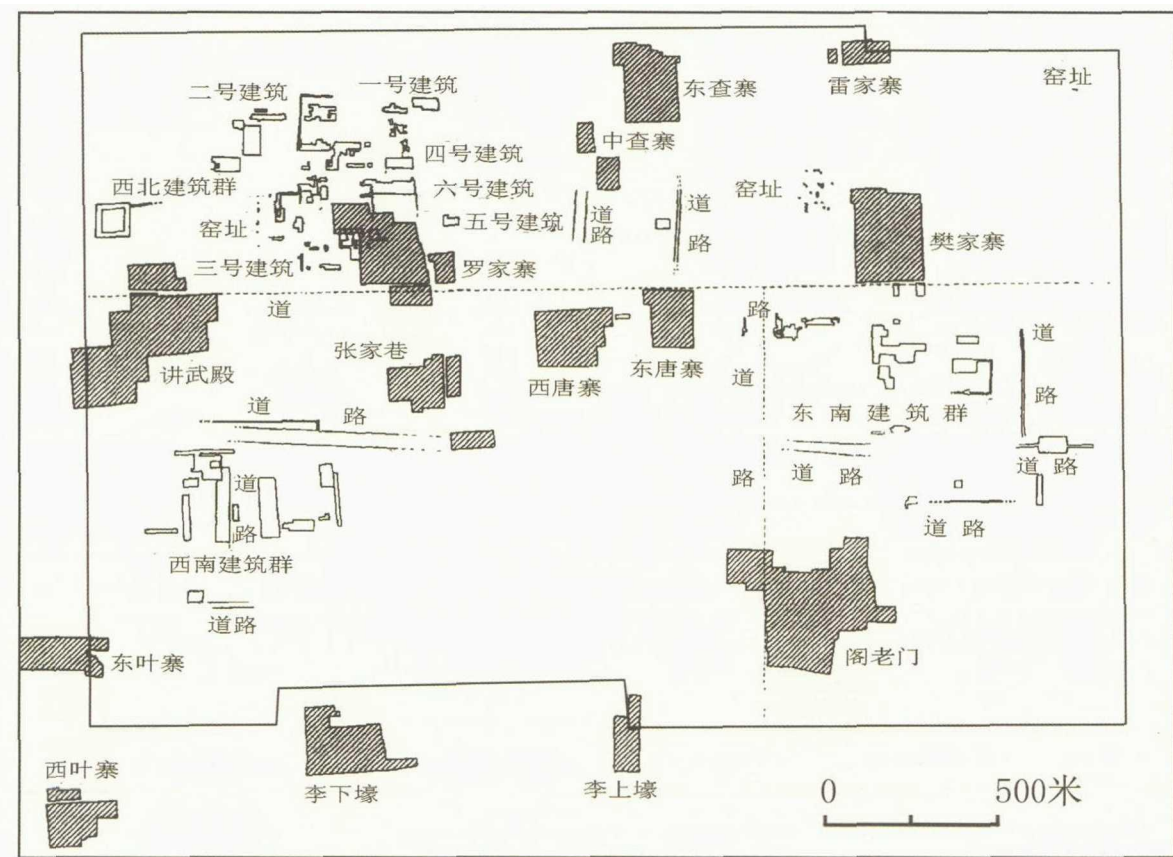 一号建筑
二号建筑
东查寨
雷家寨
窑址
中查寨
四号建筑
西北建筑群
六号建筑
窑址
道路
道路
窑址
五号建筑
樊家寨
三号建筑
罗家寨
道
路
道
张家巷
讲武殿
西唐寨
东唐寨
道路
东南建筑群
道路
路
道路
道路
道路
道路
西南建筑群
道路
东叶寨
阁老门
西叶寨
李下壕
李上壕
0 500米